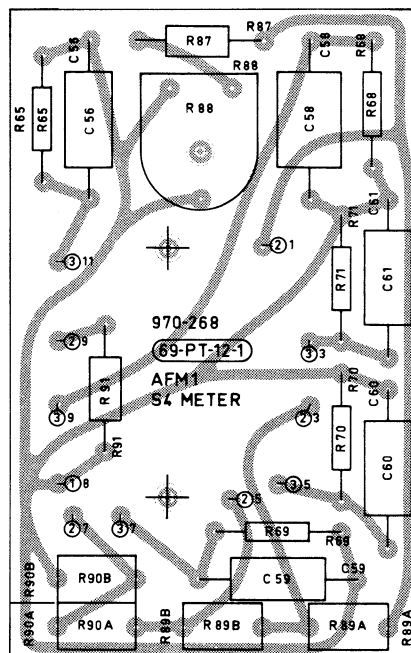 R87
C56
C58
R68
R87
R88
R65
R65
C56
R88
C58
R68
R71
C61
③11
②1
R71
C61
970-268
②9
69-PT-12-1
③3
R91
AFM1
S4 METER
R70
C60
③9
②3
R70
C60
R91
①8
③5
②5
②7
③7
R69
R69
C59
R90B
R90B
C59
R90A
R90A
R89B
R89B
R89A
R89A